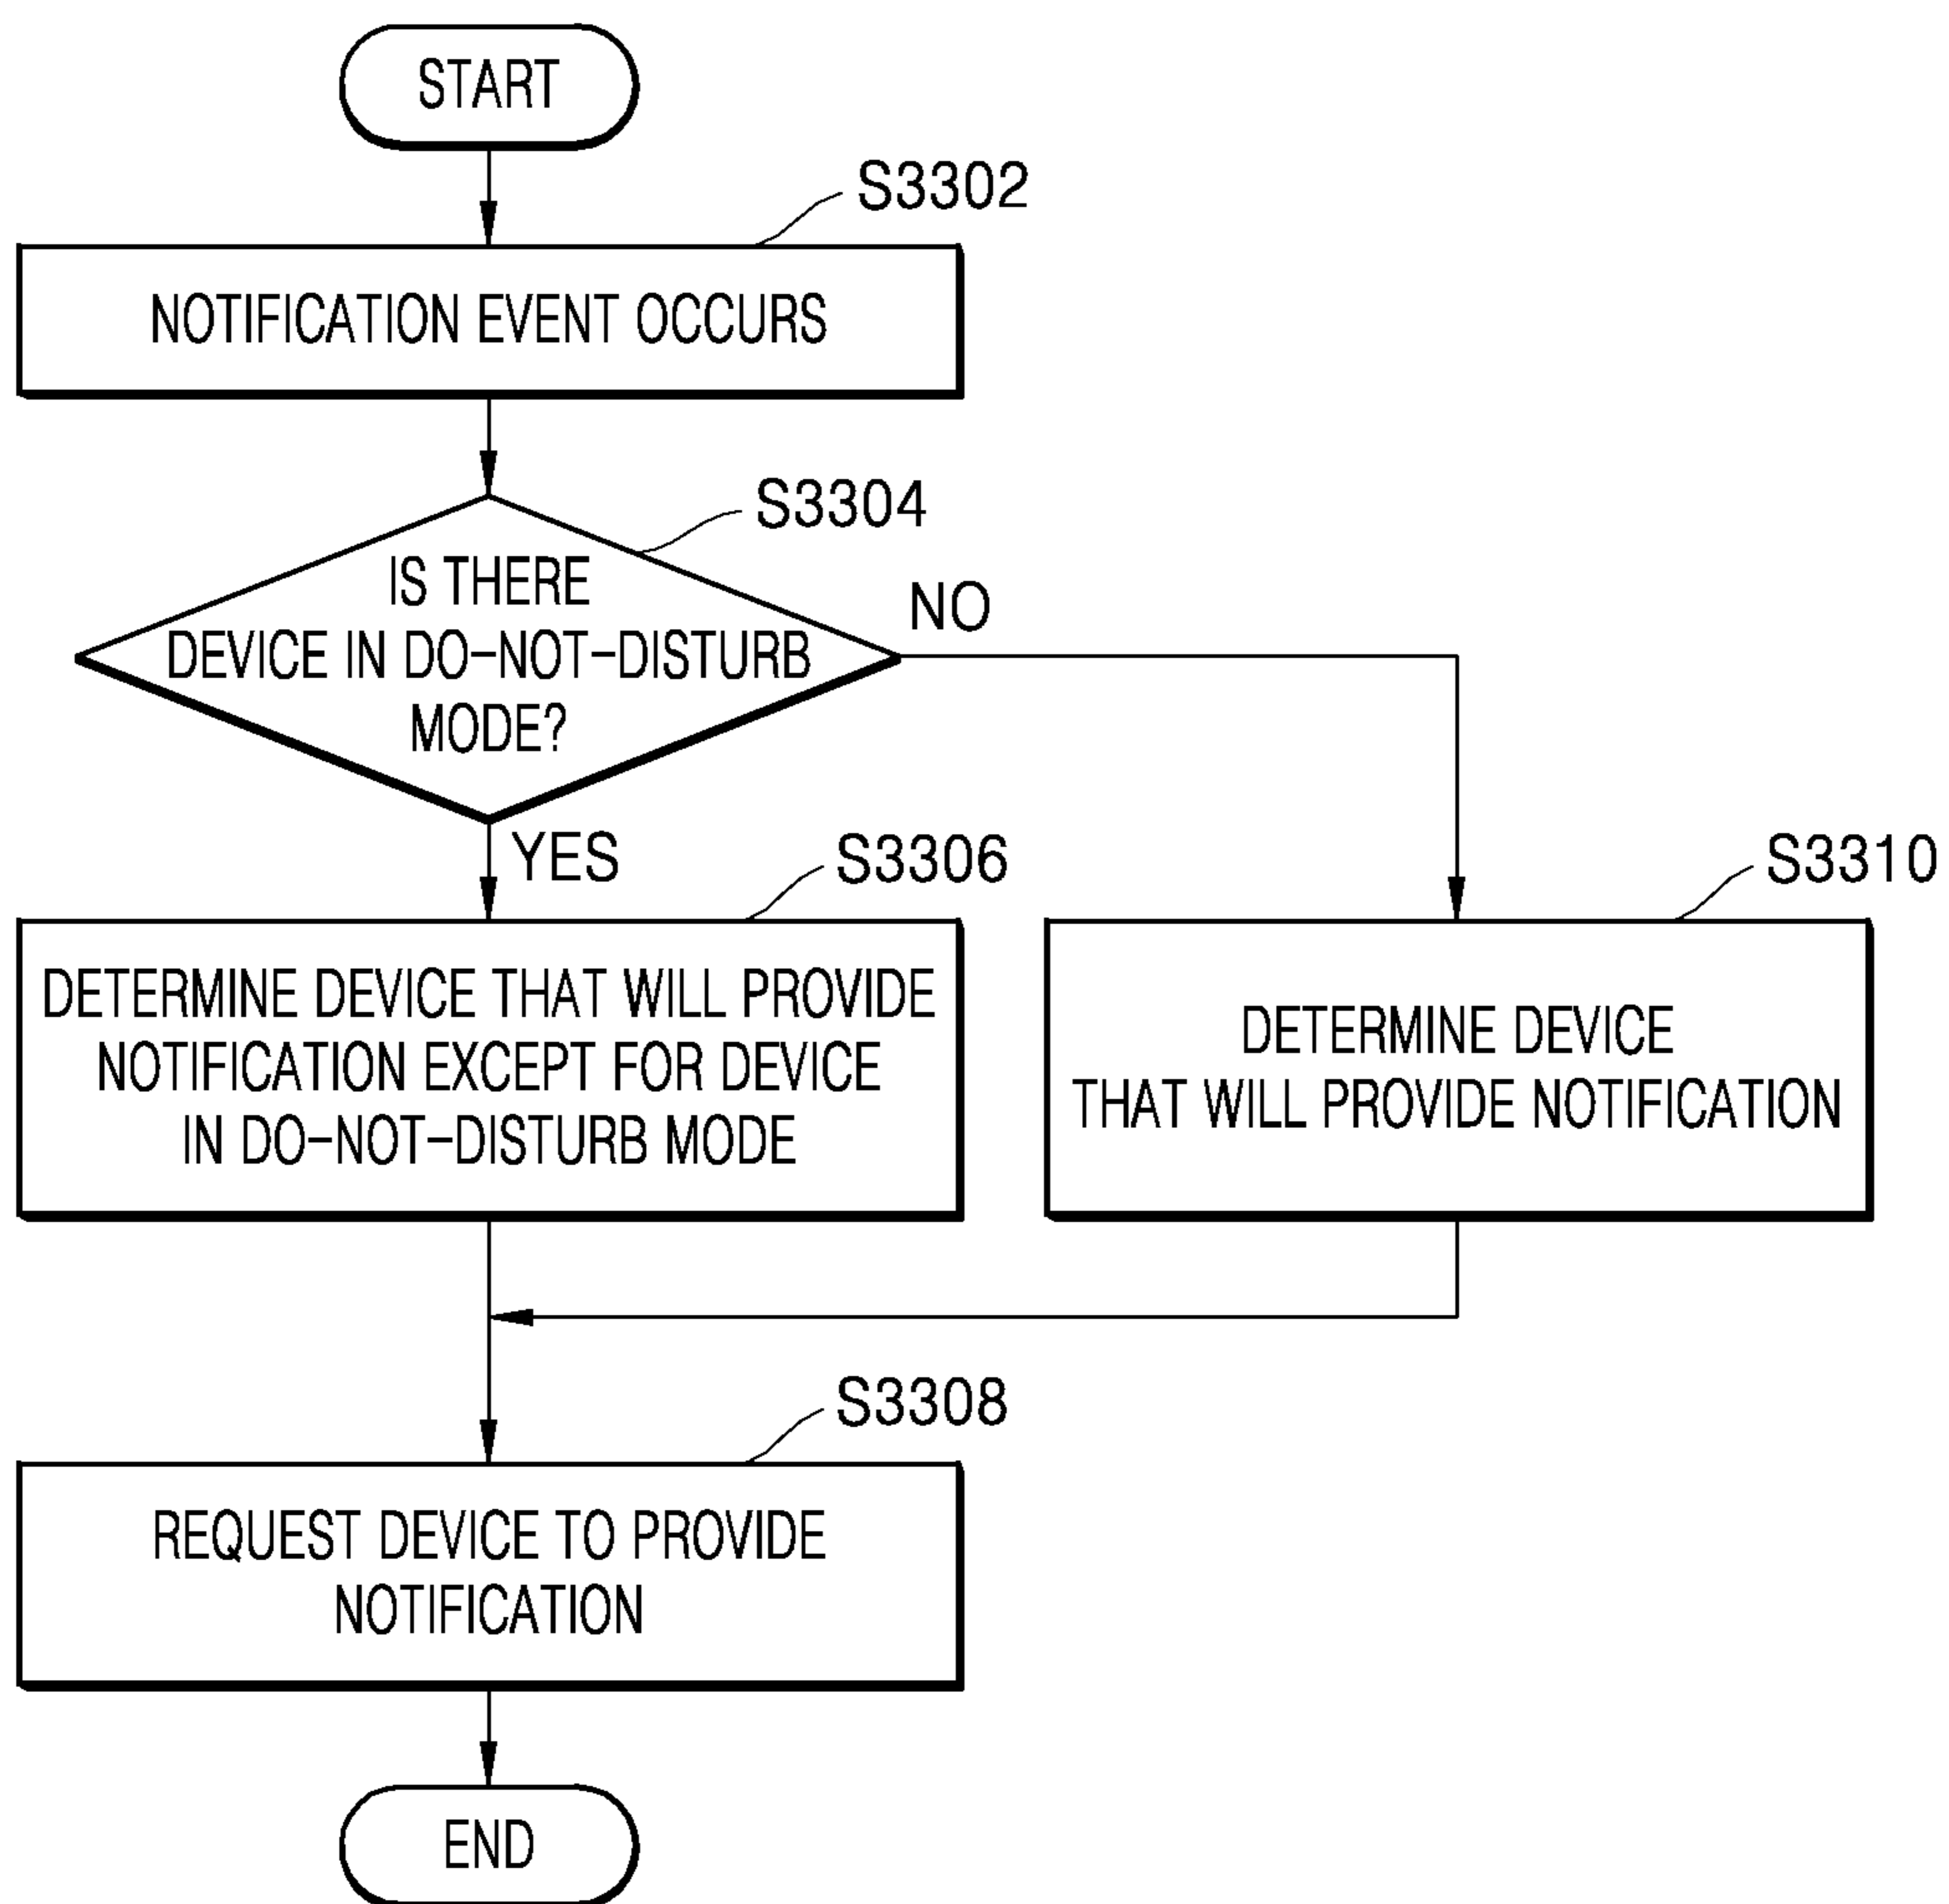 START
S3302
NOTIFICATION EVENT OCCURS
S3304
IS THERE
DEVICE IN DO-NOT-DISTURB
MODE?
NO
YES
S3306
DETERMINE DEVICE THAT WILL PROVIDE
NOTIFICATION EXCEPT FOR DEVICE
IN DO-NOT-DISTURB MODE
S3310
DETERMINE DEVICE
THAT WILL PROVIDE NOTIFICATION
S3308
REQUEST DEVICE TO PROVIDE
NOTIFICATION
END